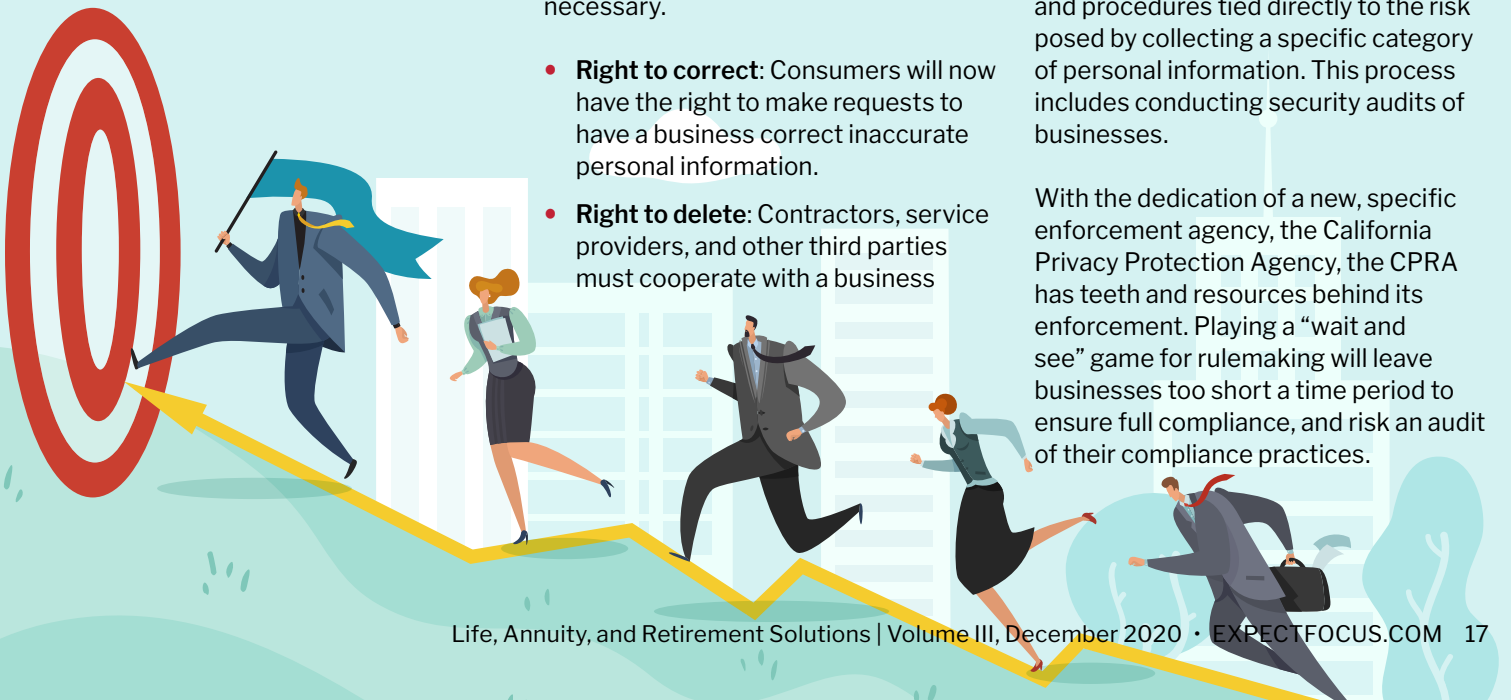 necessary.
• Right to correct: Consumers will now
have the right to make requests to
have a business correct inaccurate
personal information.
• Right to delete: Contractors, service
providers, and other third parties
must cooperate with a business
and procedures tied directly to the risk
posed by collecting a specific category
of personal information. This process
includes conducting security audits of
businesses.
With the dedication of a new, specific
enforcement agency, the California
Privacy Protection Agency, the CPRA
has teeth and resources behind its
enforcement. Playing a “wait and
see” game for rulemaking will leave
businesses too short a time period to
ensure full compliance, and risk an audit
of their compliance practices.
Life, Annuity, and Retirement Solutions | Volume III, December 2020 • EXPECTFOCUS.COM 17